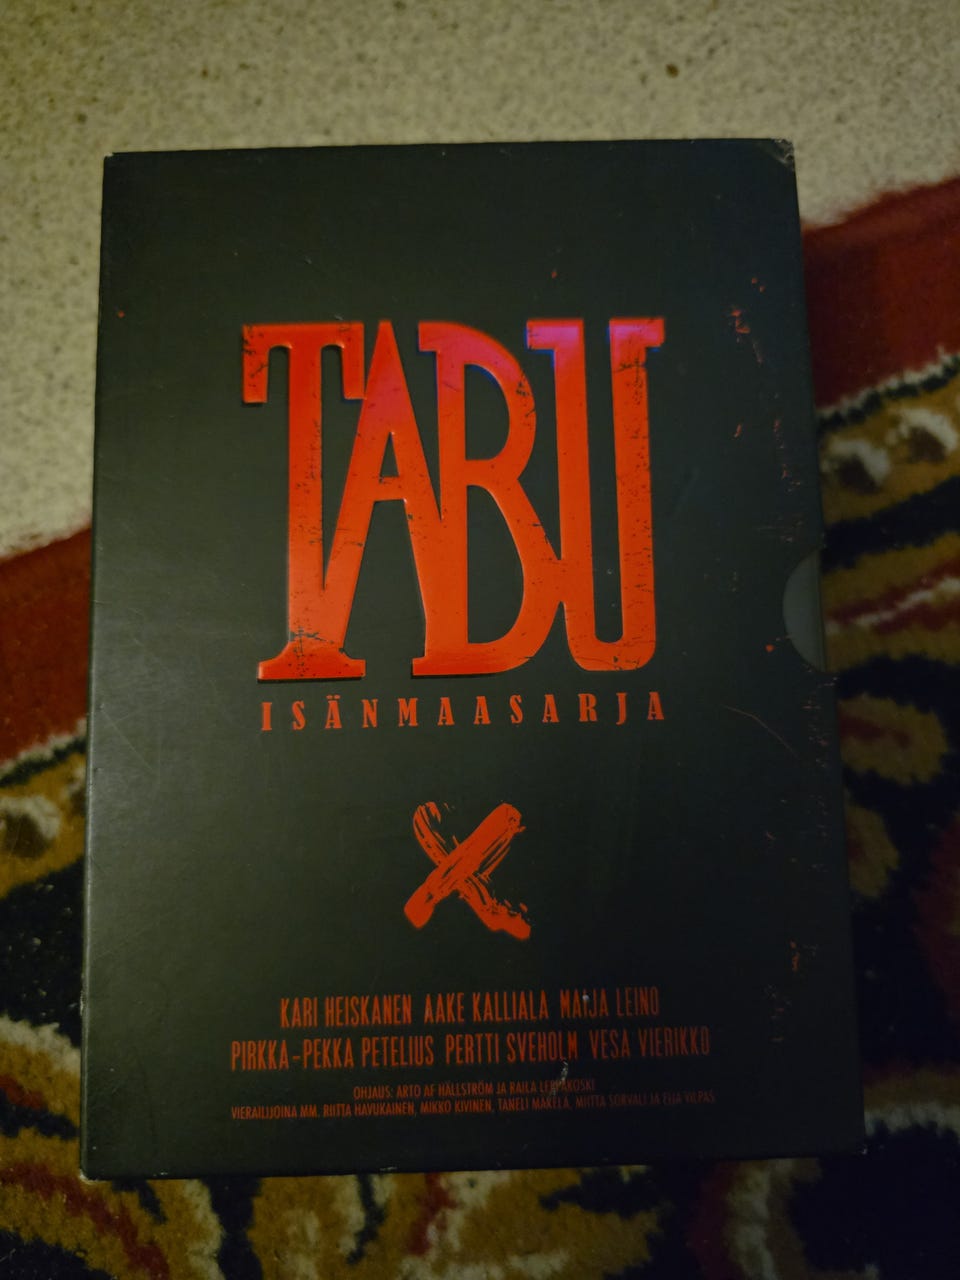 TABU
ISÄNMAASARJA
KARI HEISKANEN AAKE KALLIALA MAIJA LEINO
PIRKKA-PEKKA PETELIUS PERTTI SVEHOLM VESA VIERIKKO
OHJAUS: ARTO AF HÄLLSTRÖM JA RAILA LEPPÄKOSKI
VIERAILIJOINA MM. RIITTA HAVUKAINEN, MIKKO KIVINEN, TANELI MÄKELÄ, MIITTA SORVALI JA EIJA VILPAS